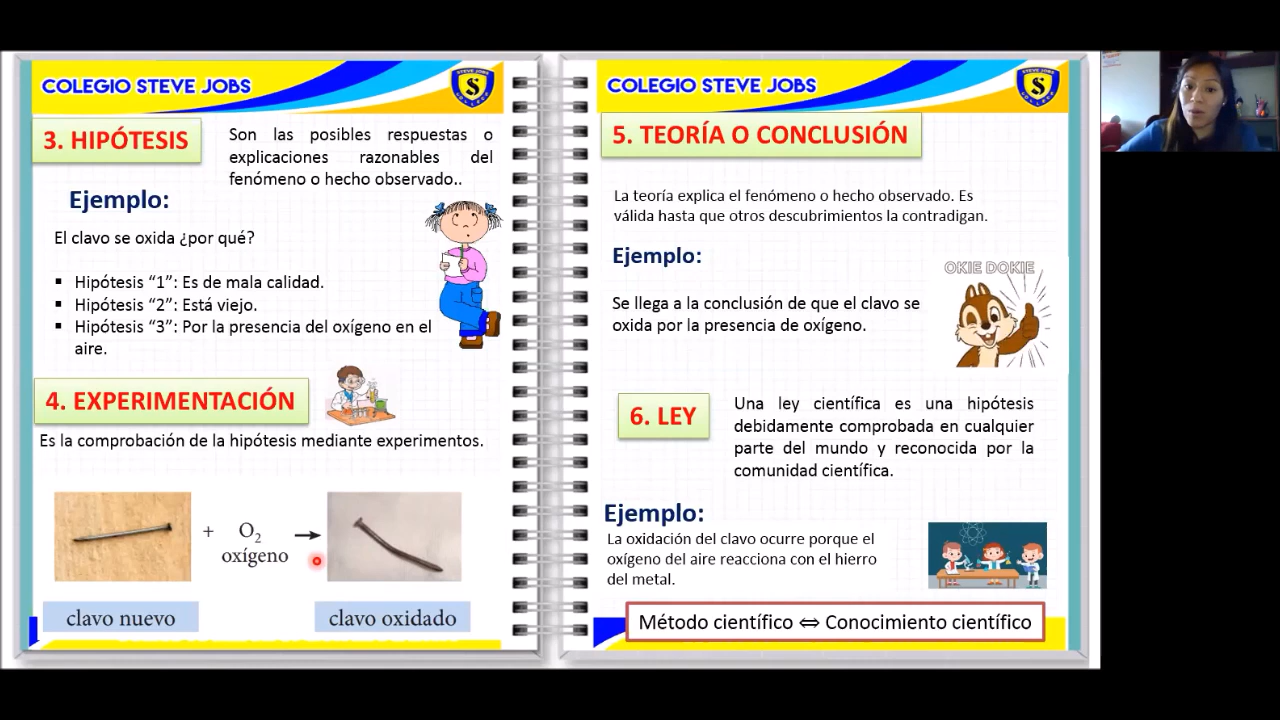 COLEGIO STEVE JOBS
STEVE JOBS
S
COLLEGE
3. HIPÓTESIS
Son las posibles respuestas o
explicaciones razonables del
fenómeno o hecho observado..
Ejemplo:
El clavo se oxida ¿por qué?
▪ Hipótesis “1”: Es de mala calidad.
▪ Hipótesis “2”: Está viejo.
▪ Hipótesis “3”: Por la presencia del oxígeno en el
aire.
4. EXPERIMENTACIÓN
Es la comprobación de la hipótesis mediante experimentos.
+ O₂ →
oxígeno
clavo nuevo
clavo oxidado
COLEGIO STEVE JOBS
STEVE JOBS
S
COLLEGE
5. TEORÍA O CONCLUSIÓN
La teoría explica el fenómeno o hecho observado. Es
válida hasta que otros descubrimientos la contradigan.
Ejemplo:
OKIE DOKIE
Se llega a la conclusión de que el clavo se
oxida por la presencia de oxígeno.
6. LEY
Una ley científica es una hipótesis
debidamente comprobada en cualquier
parte del mundo y reconocida por la
comunidad científica.
Ejemplo:
La oxidación del clavo ocurre porque el
oxígeno del aire reacciona con el hierro
del metal.
Método científico ⇔ Conocimiento científico